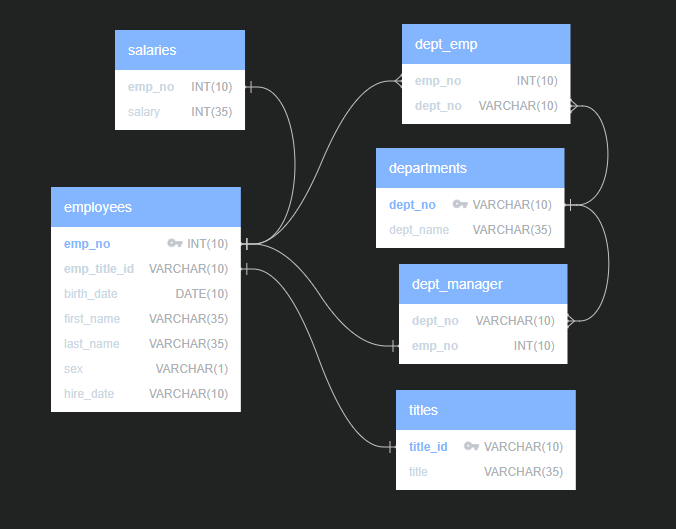 salaries
emp_no INT(10)
salary INT(35)
employees
emp_no INT(10)
emp_title_id VARCHAR(10)
birth_date DATE(10)
first_name VARCHAR(35)
last_name VARCHAR(35)
sex VARCHAR(1)
hire_date VARCHAR(10)
dept_emp
emp_no INT(10)
dept_no VARCHAR(10)
departments
dept_no VARCHAR(10)
dept_name VARCHAR(35)
dept_manager
dept_no VARCHAR(10)
emp_no INT(10)
titles
title_id VARCHAR(10)
title VARCHAR(35)